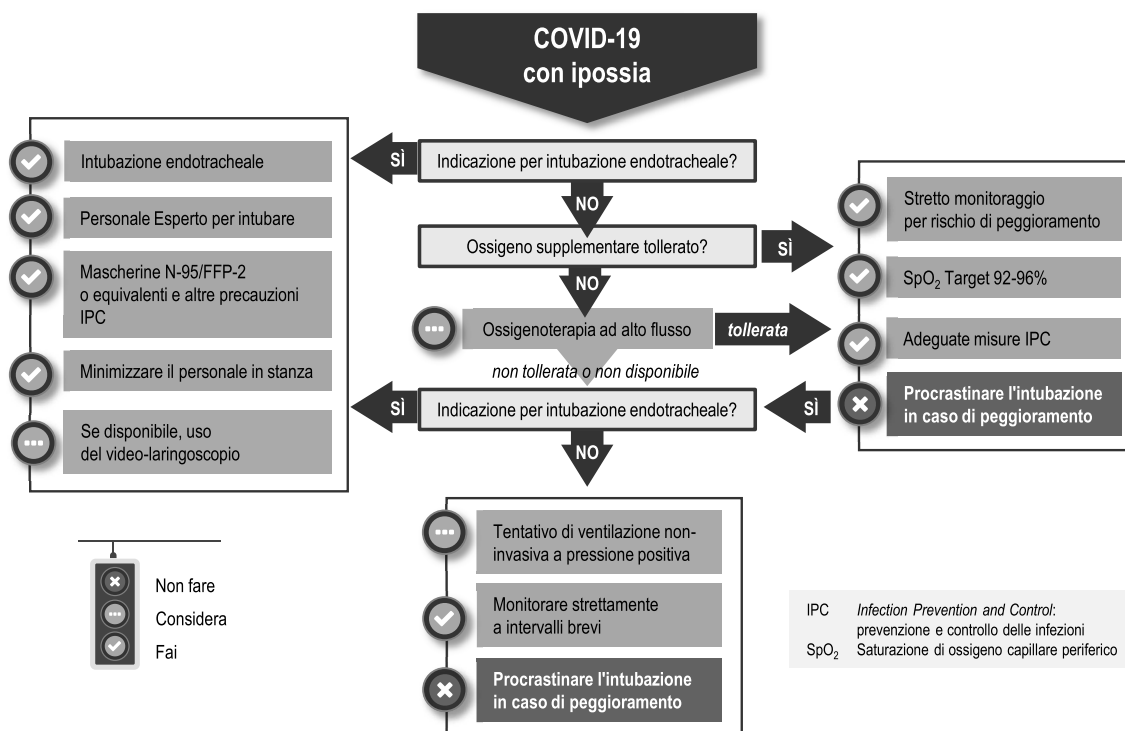 COVID-19
con ipossia
Indicazione per intubazione endotracheale?
SÌ
NO
Intubazione endotracheale
Personale Esperto per intubare
Mascherine N-95/FFP-2
o equivalenti e altre precauzioni
IPC
Minimizzare il personale in stanza
Se disponibile, uso
del video-laringoscopio
Ossigeno supplementare tollerato?
SÌ
NO
Stretto monitoraggio
per rischio di peggioramento
SpO₂ Target 92-96%
Adeguate misure IPC
Procrastinare l'intubazione
in caso di peggioramento
Ossigenoterapia ad alto flusso
tollerata
non tollerata o non disponibile
Indicazione per intubazione endotracheale?
SÌ
SÌ
NO
Tentativo di ventilazione non-
invasiva a pressione positiva
Monitorare strettamente
a intervalli brevi
Procrastinare l'intubazione
in caso di peggioramento
Non fare
Considera
Fai
IPC Infection Prevention and Control:
prevenzione e controllo delle infezioni
SpO₂ Saturazione di ossigeno capillare periferico